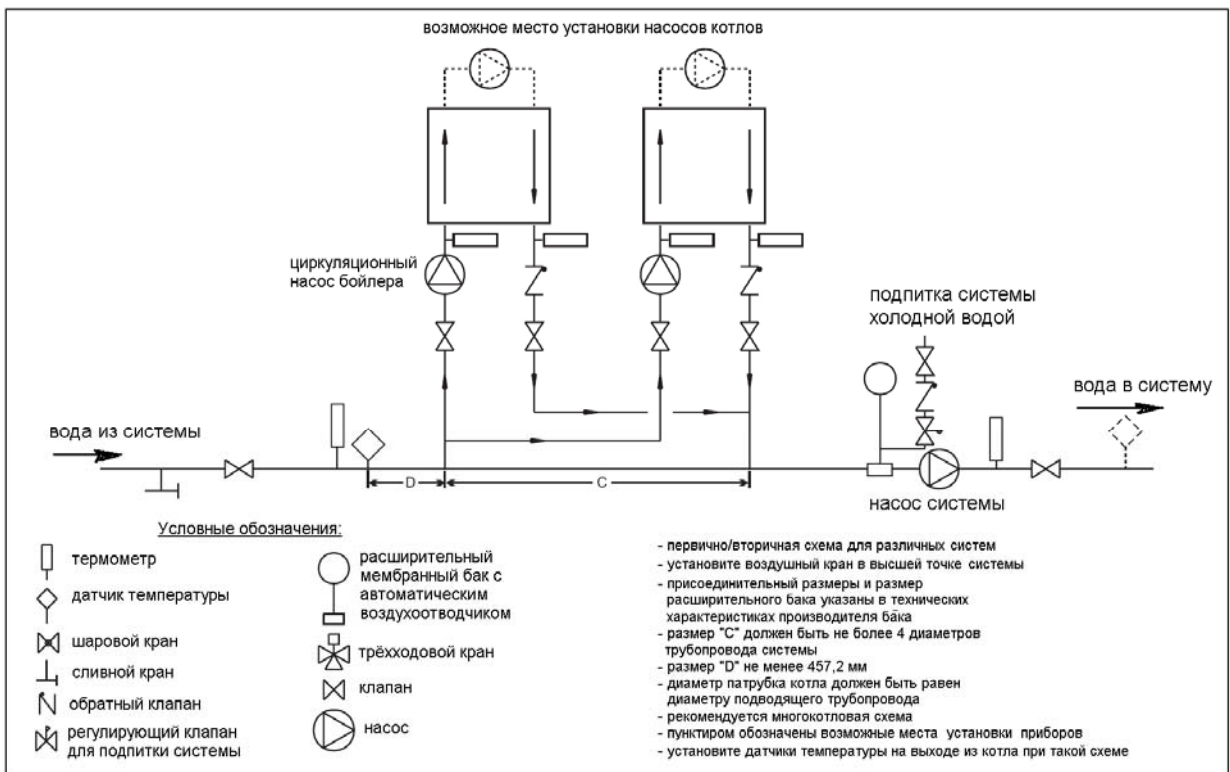 возможное место установки насосов котлов
циркуляционный
насос бойлера
подпитка системы
холодной водой
вода в систему
вода из системы
D
C
насос системы
Условные обозначения:
термометр
датчик температуры
шаровой кран
сливной кран
обратный клапан
регулирующий клапан
для подпитки системы
расширительный
мембранный бак с
автоматическим
воздухоотводчиком
трёхходовой кран
клапан
насос
- первично/вторичная схема для различных систем
- установите воздушный кран в высшей точке системы
- присоединительный размеры и размер
расширительного бака указаны в технических
характеристиках производителя бака
- размер "C" должен быть не более 4 диаметров
трубопровода системы
- размер "D" не менее 457,2 мм
- диаметр патрубка котла должен быть равен
диаметру подводящего трубопровода
- рекомендуется многокотловая схема
- пунктиром обозначены возможные места установки приборов
- установите датчики температуры на выходе из котла при такой схеме